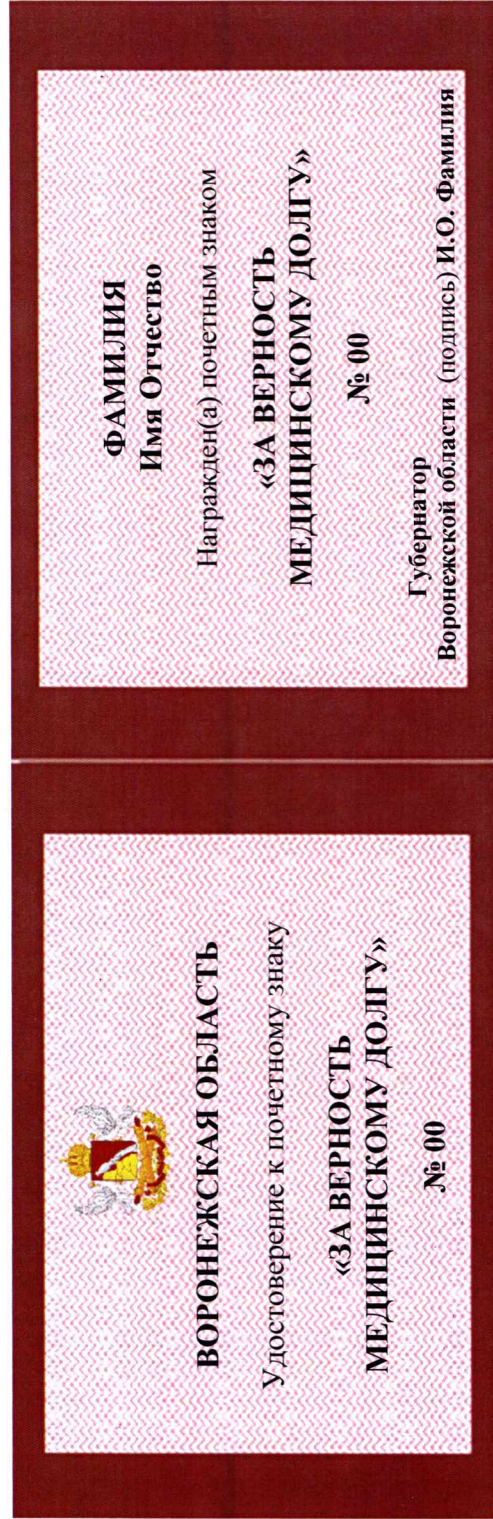 ВОРОНЕЖСКАЯ ОБЛАСТЬ
Удостоверение к почетному знаку
«ЗА ВЕРНОСТЬ
МЕДИЦИНСКОМУ ДОЛГУ»
№ 00
ФАМИЛИЯ
Имя Отчество
Награжден(а) почетным знаком
«ЗА ВЕРНОСТЬ
МЕДИЦИНСКОМУ ДОЛГУ»
№ 00
Губернатор
Воронежской области (подпись) И.О. Фамилия